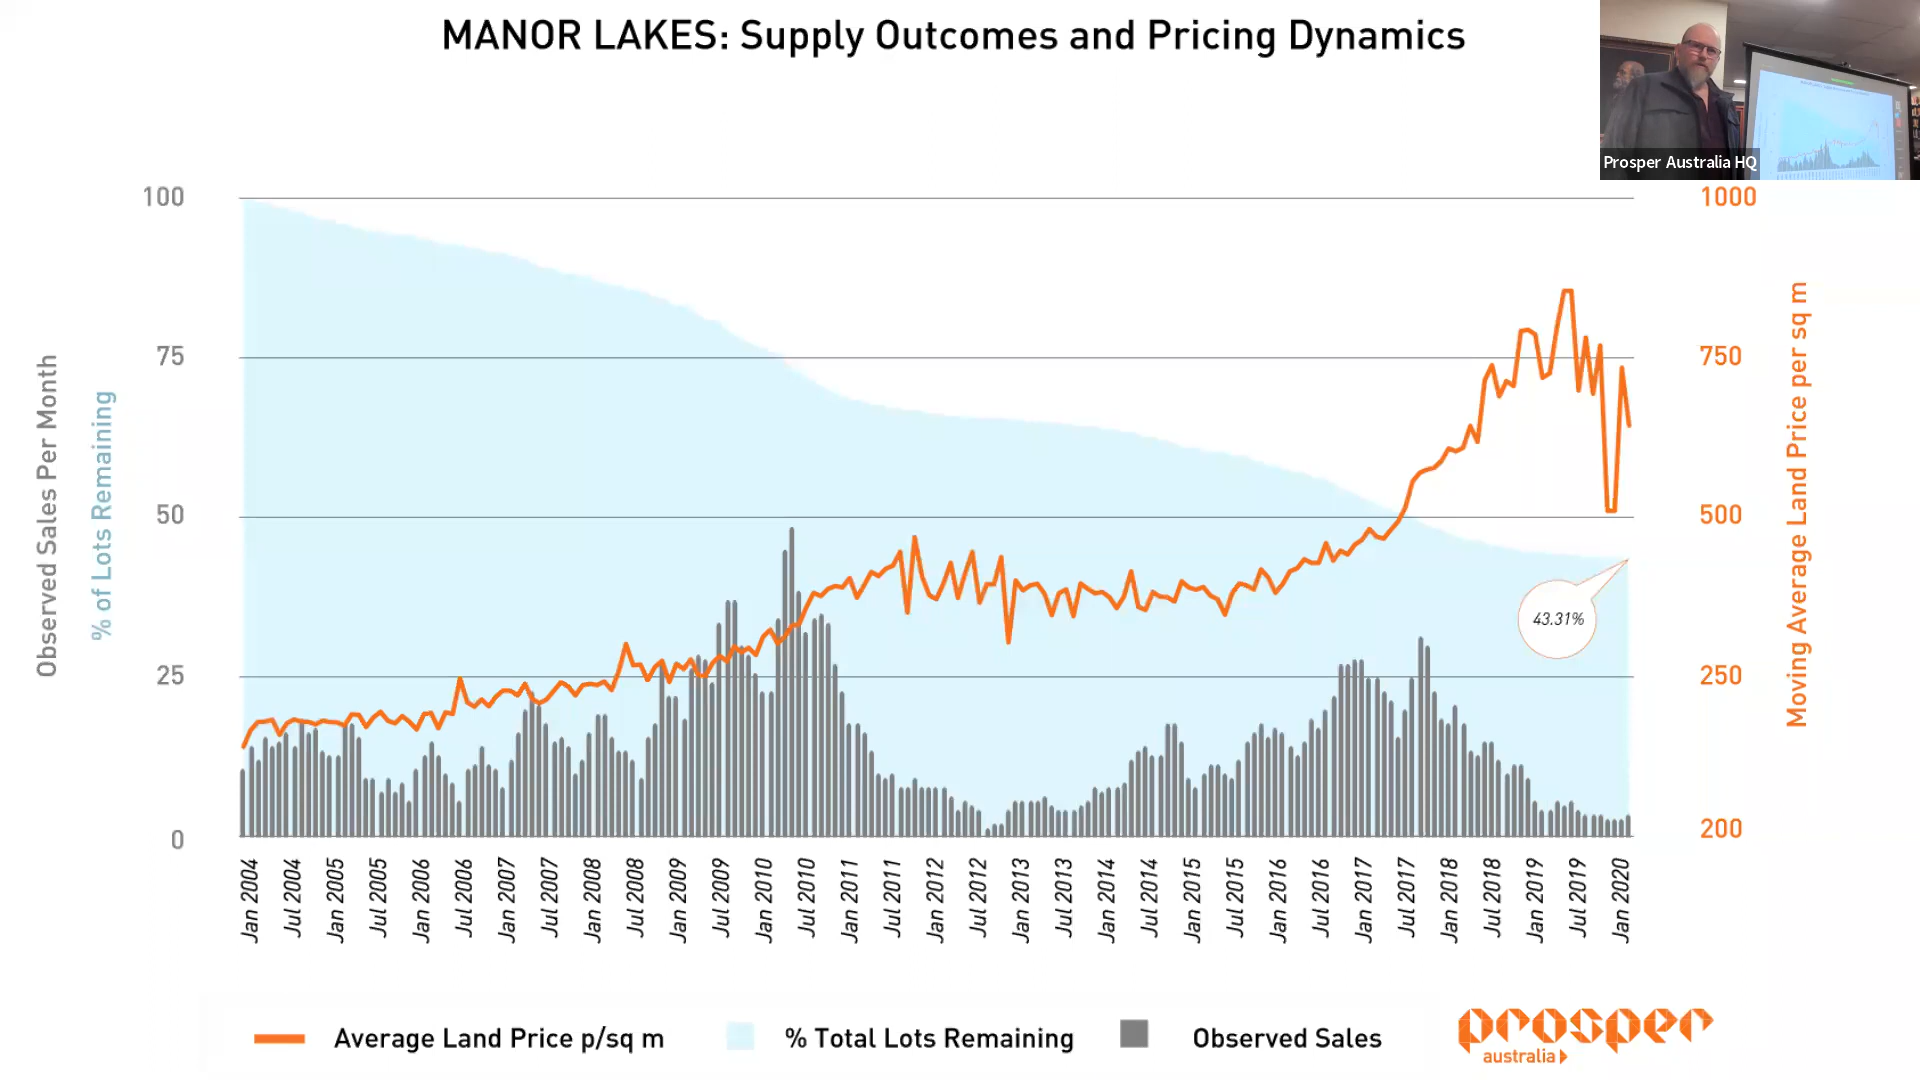 MANOR LAKES: Supply Outcomes and Pricing Dynamics
Prosper Australia HQ
Observed Sales Per Month
% of Lots Remaining
100
75
50
25
0
1000
750
500
250
200
Moving Average Land Price per sq m
43.31%
Jan 2004
Jul 2004
Jan 2005
Jul 2005
Jan 2006
Jul 2006
Jan 2007
Jul 2007
Jan 2008
Jul 2008
Jan 2009
Jul 2009
Jan 2010
Jul 2010
Jan 2011
Jul 2011
Jan 2012
Jul 2012
Jan 2013
Jul 2013
Jan 2014
Jul 2014
Jan 2015
Jul 2015
Jan 2016
Jul 2016
Jan 2017
Jul 2017
Jan 2018
Jul 2018
Jan 2019
Jul 2019
Jan 2020
Average Land Price p/sq m
% Total Lots Remaining
Observed Sales
prosper
australia